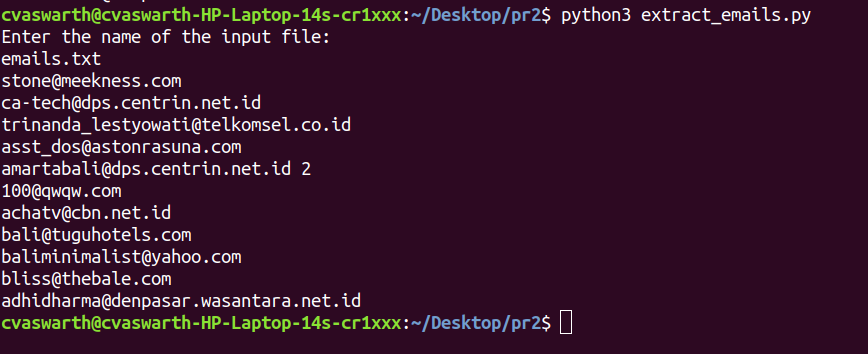 cvaswarth@cvaswarth-HP-Laptop-14s-cr1xxx:~/Desktop/pr2$ python3 extract_emails.py
Enter the name of the input file:
emails.txt
stone@meekness.com
ca-tech@dps.centrin.net.id
trinanda_lestyowati@telkomsel.co.id
asst_dos@astonrasuna.com
amartabali@dps.centrin.net.id 2
100@qwqw.com
achatv@cbn.net.id
bali@tuguhotels.com
baliminimalist@yahoo.com
bliss@thebale.com
adhidharma@denpasar.wasantara.net.id
cvaswarth@cvaswarth-HP-Laptop-14s-cr1xxx:~/Desktop/pr2$